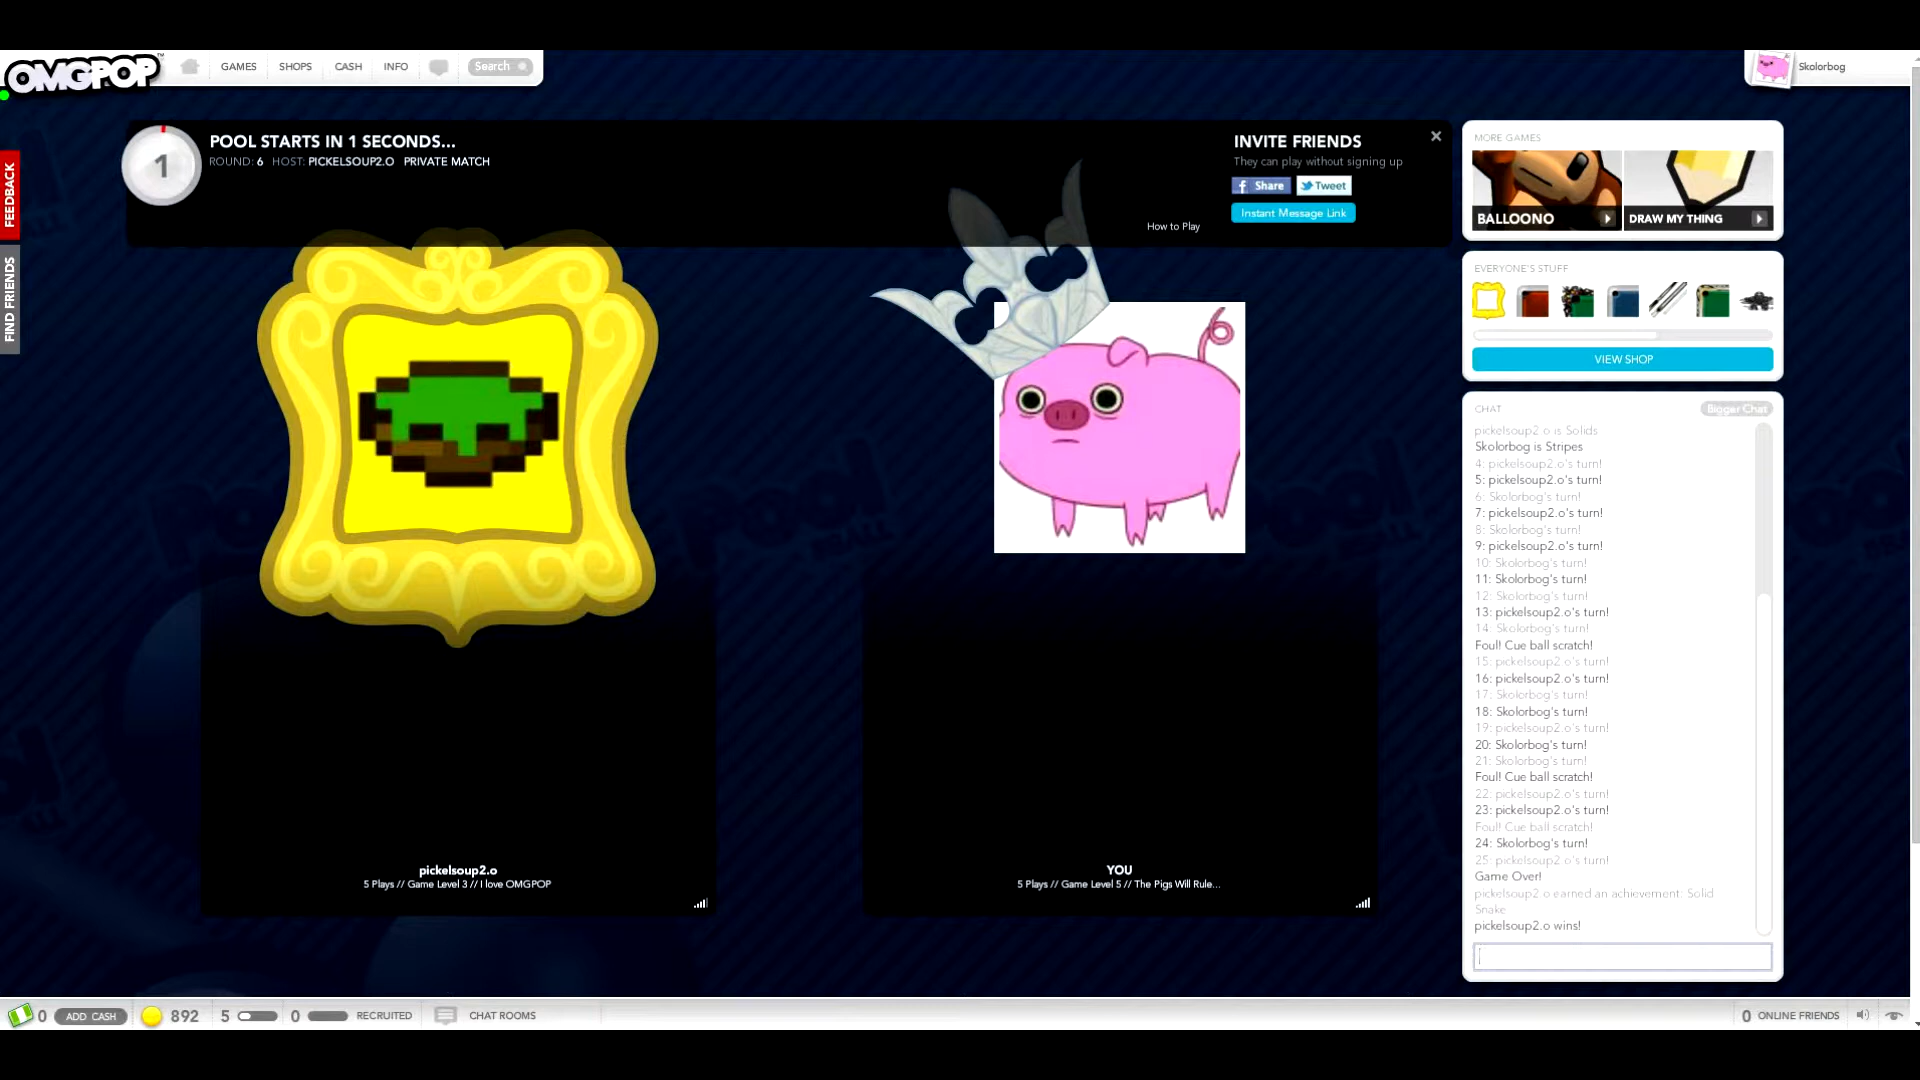 OMGPOP™
GAMES SHOPS CASH INFO Search
Skolorbog
FEEDBACK
FIND FRIENDS
1
POOL STARTS IN 1 SECONDS...
ROUND: 6 HOST: PICKELSOUP2.O PRIVATE MATCH
INVITE FRIENDS
They can play without signing up
Share Tweet
Instant Message Link
How to Play
MORE GAMES
BALLOONO DRAW MY THING
EVERYONE'S STUFF
VIEW SHOP
CHAT Bigger Chat
pickelsoup2.o is Solids
Skolorbog is Stripes
4: pickelsoup2.o's turn!
5: pickelsoup2.o's turn!
6: Skolorbog's turn!
7: pickelsoup2.o's turn!
8: Skolorbog's turn!
9: pickelsoup2.o's turn!
10: Skolorbog's turn!
11: Skolorbog's turn!
12: Skolorbog's turn!
13: pickelsoup2.o's turn!
14: Skolorbog's turn!
Foul! Cue ball scratch!
15: pickelsoup2.o's turn!
16: pickelsoup2.o's turn!
17: Skolorbog's turn!
18: Skolorbog's turn!
19: pickelsoup2.o's turn!
20: Skolorbog's turn!
21: Skolorbog's turn!
Foul! Cue ball scratch!
22: pickelsoup2.o's turn!
23: pickelsoup2.o's turn!
Foul! Cue ball scratch!
24: Skolorbog's turn!
25: pickelsoup2.o's turn!
Game Over!
pickelsoup2.o earned an achievement: Solid
Snake
pickelsoup2.o wins!
pickelsoup2.o
5 Plays // Game Level 3 // I love OMGPOP
YOU
5 Plays // Game Level 5 // The Pigs Will Rule...
0 ADD CASH 892 5 0 RECRUITED CHAT ROOMS
0 ONLINE FRIENDS